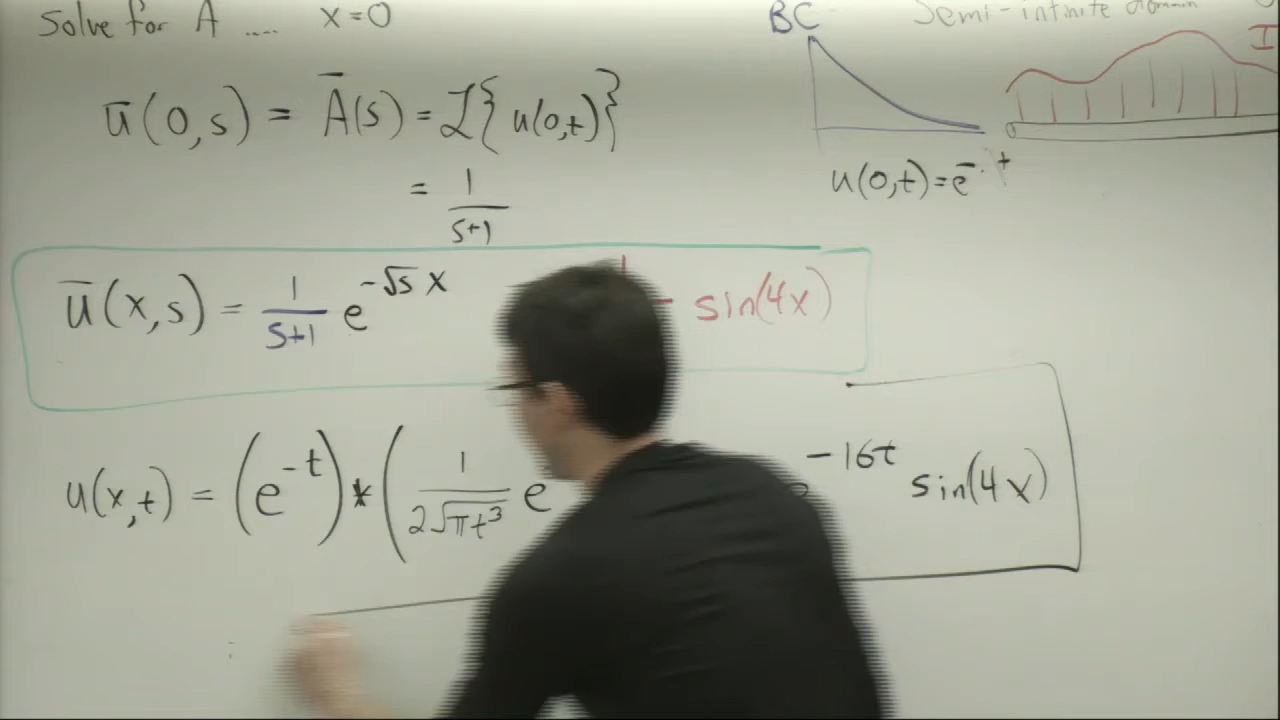 Solve for A .... x=0
BC Semi-infinite domain
I
ū(0,s) = Ā(s) = ℒ{u(0,t)}
u(0,t)=e⁻ᵗ
= 1/(s+1)
ū(x,s) = 1/(s+1) e^(-√s x) sin(4x)
u(x,t) = (e^(-t)) * (1/(2√(πt³)) e e^(-16t) sin(4x)